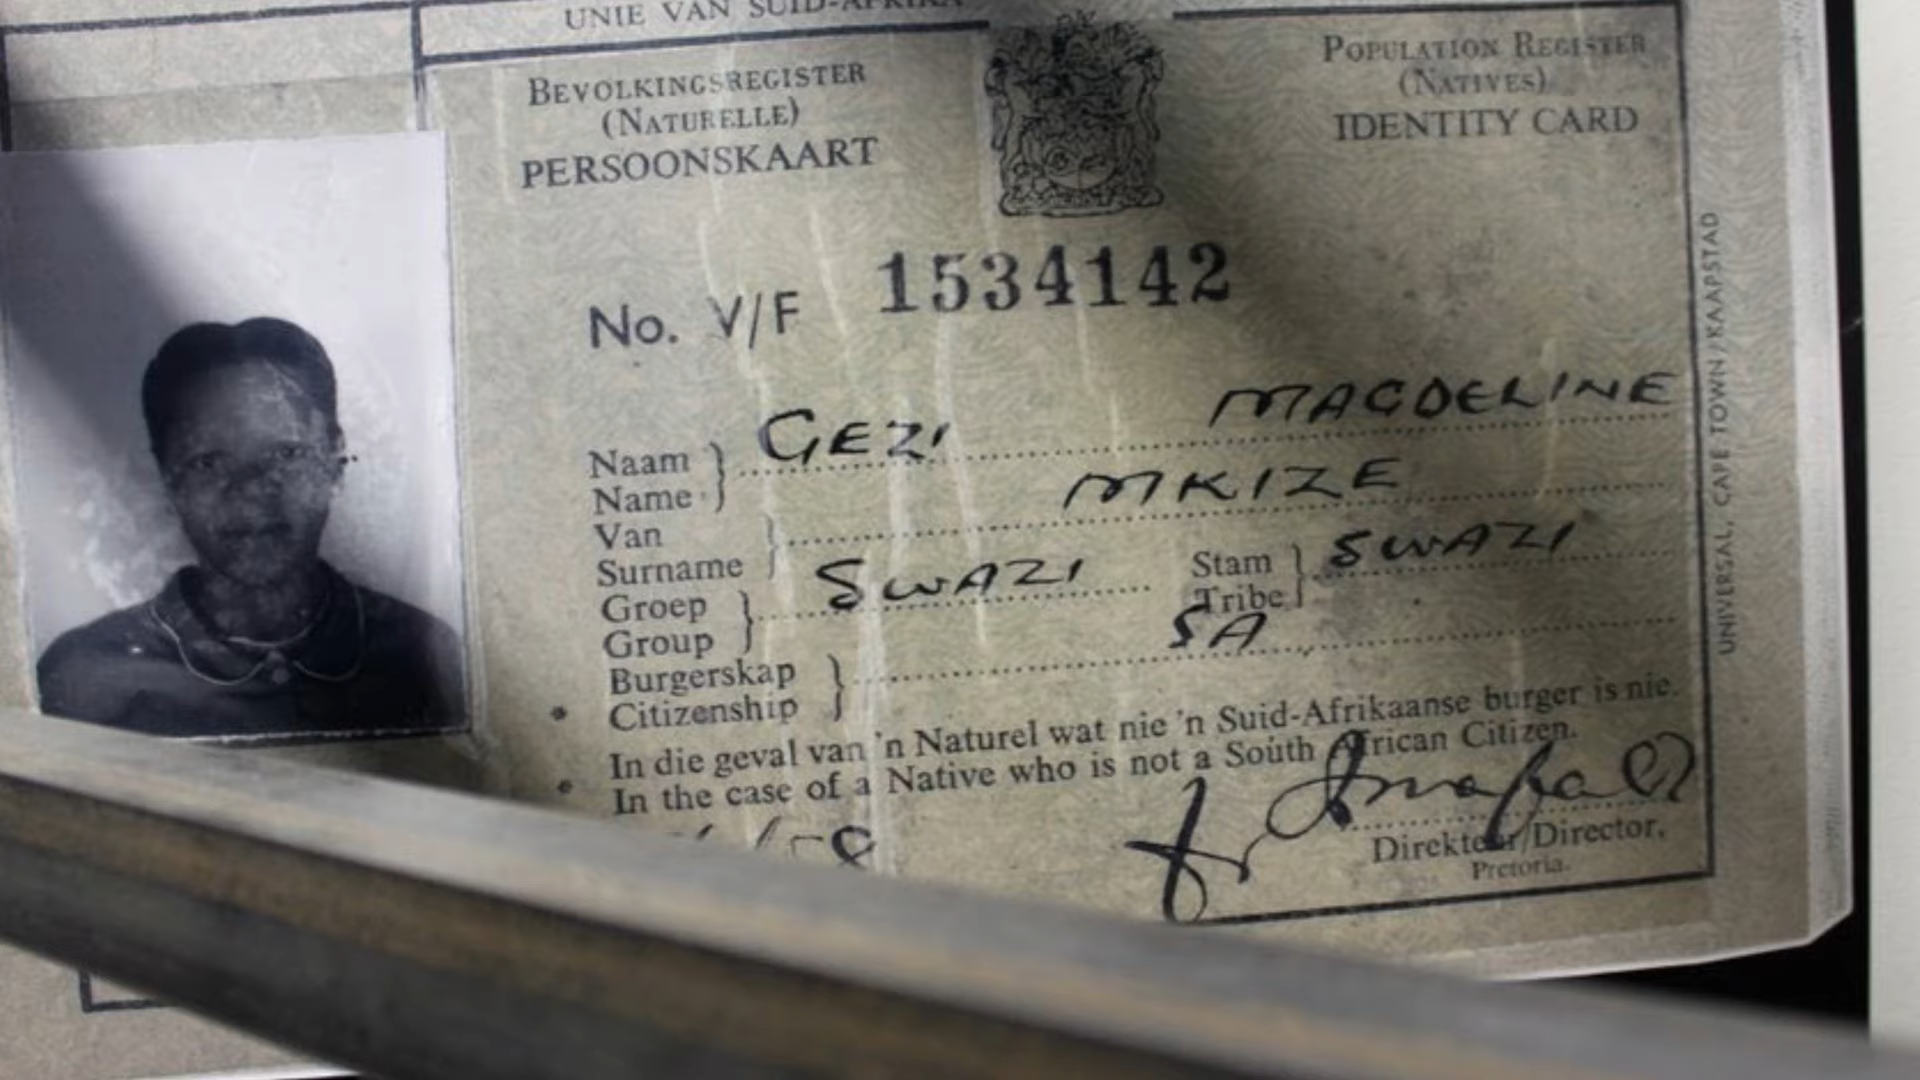 UNIE VAN SUID-AFRIKA
BEVOLKINGSREGISTER
(NATURELLE)
PERSOONSKAART
POPULATION REGISTER
(NATIVES)
IDENTITY CARD
No. V/F 1534142
Naam GEZI MAGDELINE
Name
Van MKIZE
Surname
Groep SWAZI Stam SWAZI
Group Tribe
Burgerskap SA
* Citizenship
In die geval van 'n Naturel wat nie 'n Suid-Afrikaanse burger is nie.
* In the case of a Native who is not a South African Citizen.
Direkteur/Director,
Pretoria.
UNIVERSAL, CAPE TOWN/KAAPSTAD